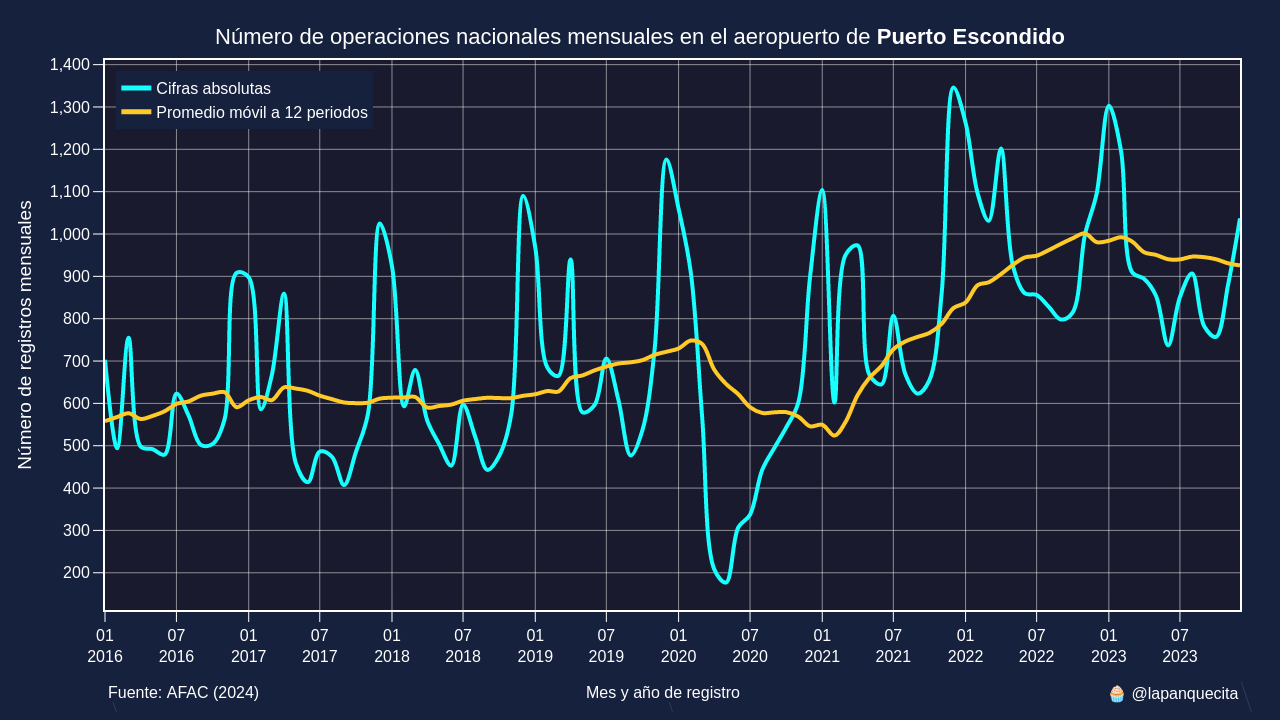 Número de operaciones nacionales mensuales en el aeropuerto de Puerto Escondido
Cifras absolutas
Promedio móvil a 12 periodos
Número de registros mensuales
1,400
1,300
1,200
1,100
1,000
900
800
700
600
500
400
300
200
01 07 01 07 01 07 01 07 01 07 01 07 01 07 01 07
2016 2016 2017 2017 2018 2018 2019 2019 2020 2020 2021 2021 2022 2022 2023 2023
Fuente: AFAC (2024) Mes y año de registro 🧁 @lapanquecita